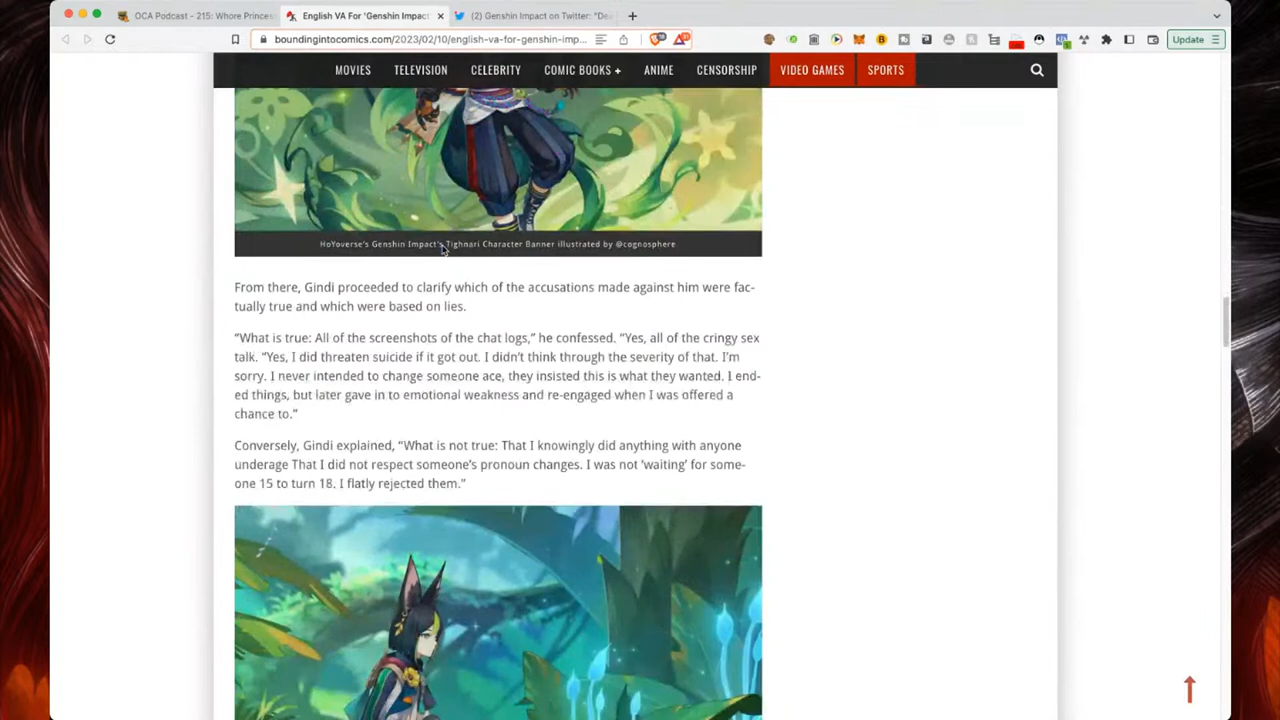 OCA Podcast - 215: Whore Princes
English VA For 'Genshin Impact
(2) Genshin Impact on Twitter: "Dea
boundingintocomics.com/2023/02/10/english-va-for-genshin-imp...
Update
MOVIES TELEVISION CELEBRITY COMIC BOOKS + ANIME CENSORSHIP VIDEO GAMES SPORTS
HoYoverse's Genshin Impact's Tighnari Character Banner illustrated by @cognosphere
From there, Gindi proceeded to clarify which of the accusations made against him were fac-
tually true and which were based on lies.
“What is true: All of the screenshots of the chat logs,” he confessed. “Yes, all of the cringy sex
talk. “Yes, I did threaten suicide if it got out. I didn’t think through the severity of that. I’m
sorry. I never intended to change someone ace, they insisted this is what they wanted. I end-
ed things, but later gave in to emotional weakness and re-engaged when I was offered a
chance to.”
Conversely, Gindi explained, “What is not true: That I knowingly did anything with anyone
underage That I did not respect someone’s pronoun changes. I was not ‘waiting’ for some-
one 15 to turn 18. I flatly rejected them.”